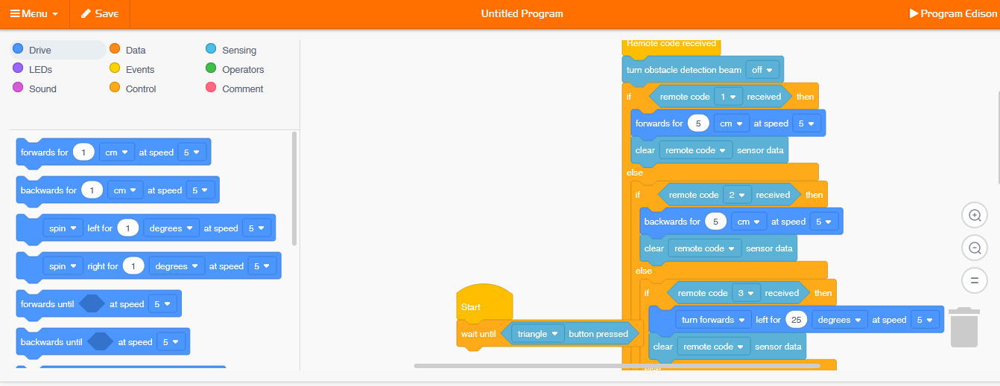 Menu Save Untitled Program Program Edison
Drive Data Sensing
LEDs Events Operators
Sound Control Comment
forwards for 1 cm at speed 5
backwards for 1 cm at speed 5
spin left for 1 degrees at speed 5
spin right for 1 degrees at speed 5
forwards until at speed 5
backwards until at speed 5
Start
wait until triangle button pressed
Remote code received
turn obstacle detection beam off
if remote code 1 received then
forwards for 5 cm at speed 5
clear remote code sensor data
else
if remote code 2 received then
backwards for 5 cm at speed 5
clear remote code sensor data
else
if remote code 3 received then
turn forwards left for 25 degrees at speed 5
clear remote code sensor data
else